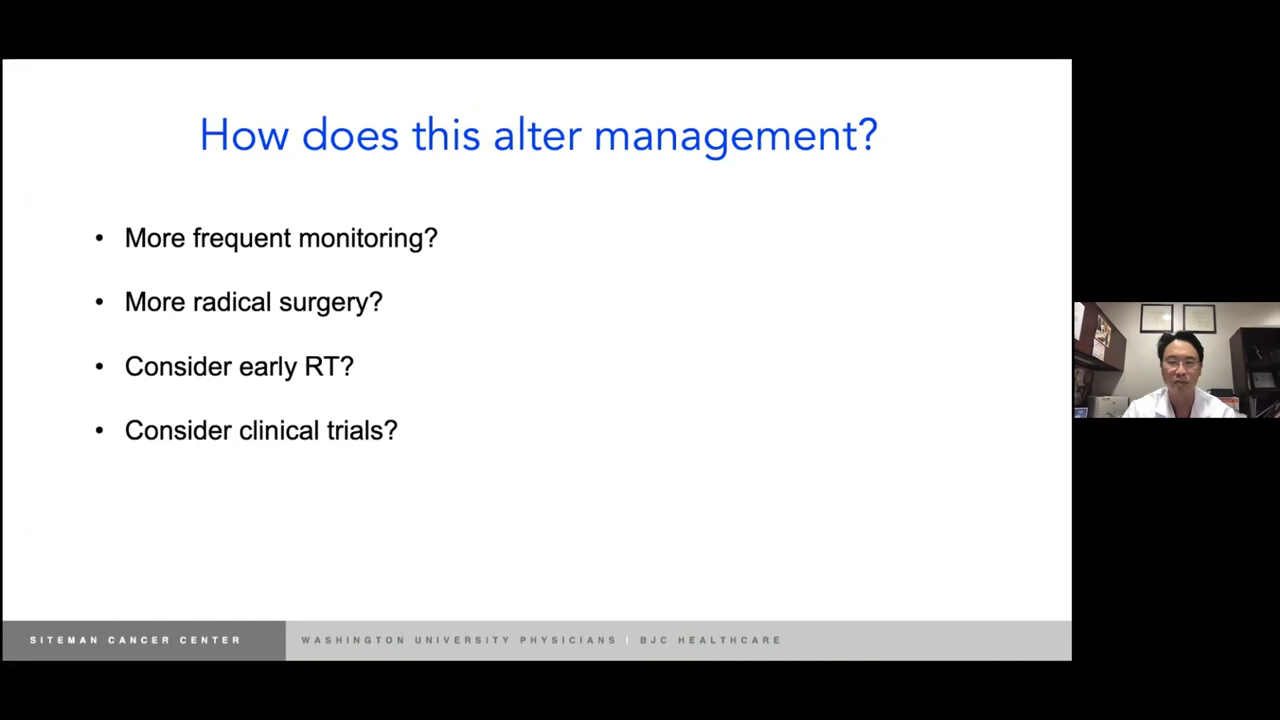 How does this alter management?
• More frequent monitoring?
• More radical surgery?
• Consider early RT?
• Consider clinical trials?
SITEMAN CANCER CENTER
WASHINGTON UNIVERSITY PHYSICIANS | BJC HEALTHCARE